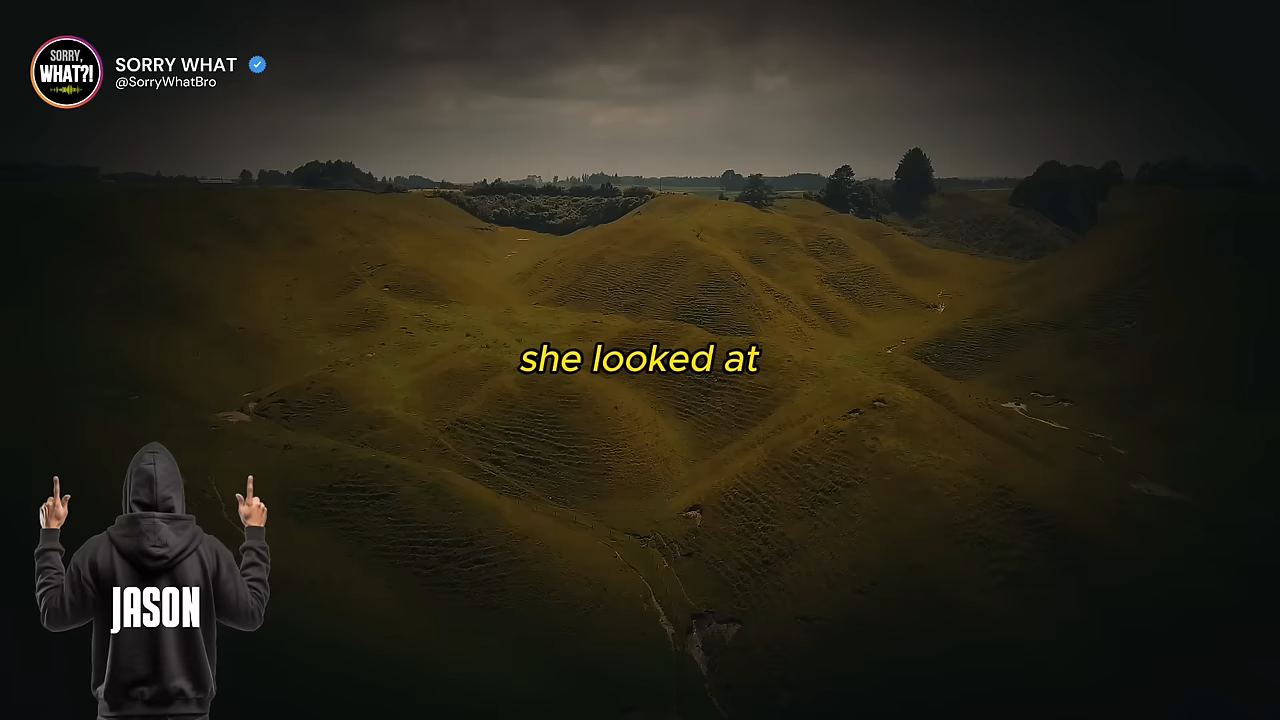 SORRY,
WHAT?!
SORRY WHAT
@SorryWhatBro
she looked at
JASON